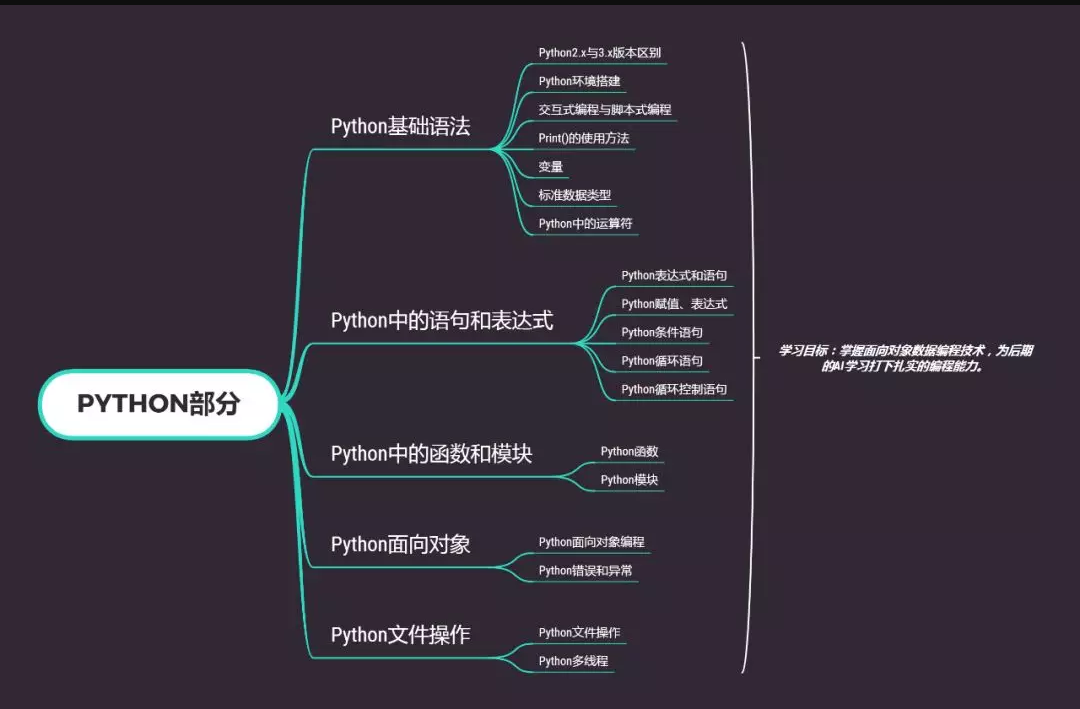 PYTHON部分
Python基础语法
Python2.x与3.x版本区别
Python环境搭建
交互式编程与脚本式编程
Print()的使用方法
变量
标准数据类型
Python中的运算符
Python中的语句和表达式
Python表达式和语句
Python赋值、表达式
Python条件语句
Python循环语句
Python循环控制语句
Python中的函数和模块
Python函数
Python模块
Python面向对象
Python面向对象编程
Python错误和异常
Python文件操作
Python文件操作
Python多线程
学习目标：掌握面向对象数据编程技术，为后期
的AI学习打下扎实的编程能力。